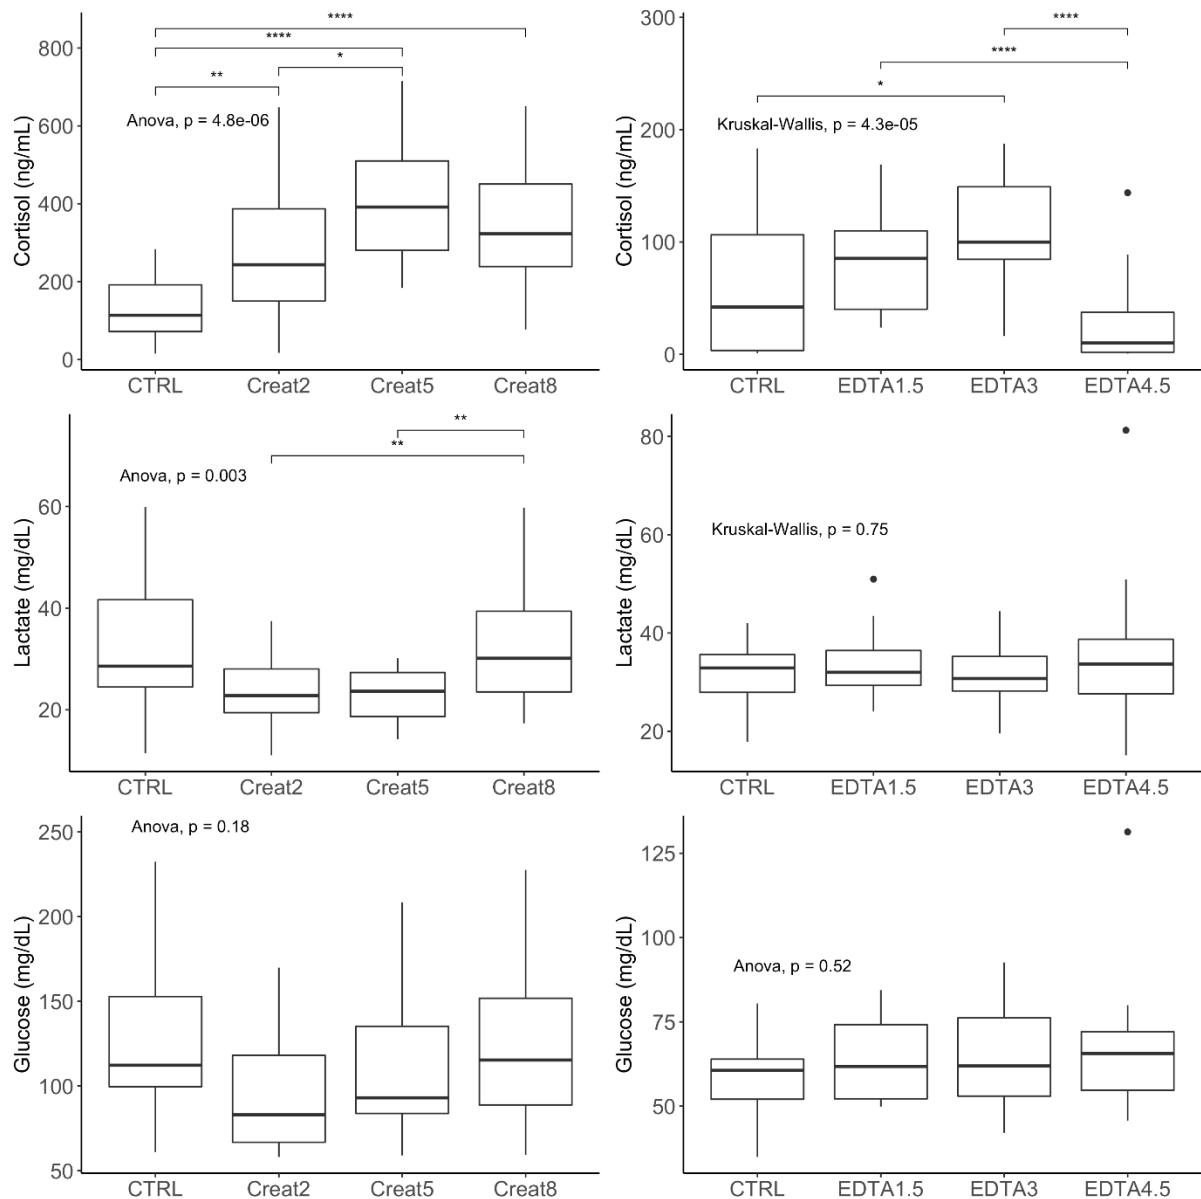 ****
****
**
*
Anova, p = 4.8e-06
Cortisol (ng/mL)
800
600
400
200
0
CTRL Creat2 Creat5 Creat8
****
****
*
Kruskal-Wallis, p = 4.3e-05
Cortisol (ng/mL)
300
200
100
0
CTRL EDTA1.5 EDTA3 EDTA4.5
**
**
Anova, p = 0.003
Lactate (mg/dL)
60
40
20
CTRL Creat2 Creat5 Creat8
Kruskal-Wallis, p = 0.75
Lactate (mg/dL)
80
60
40
20
CTRL EDTA1.5 EDTA3 EDTA4.5
Anova, p = 0.18
Glucose (mg/dL)
250
200
150
100
50
CTRL Creat2 Creat5 Creat8
Anova, p = 0.52
Glucose (mg/dL)
125
100
75
50
CTRL EDTA1.5 EDTA3 EDTA4.5